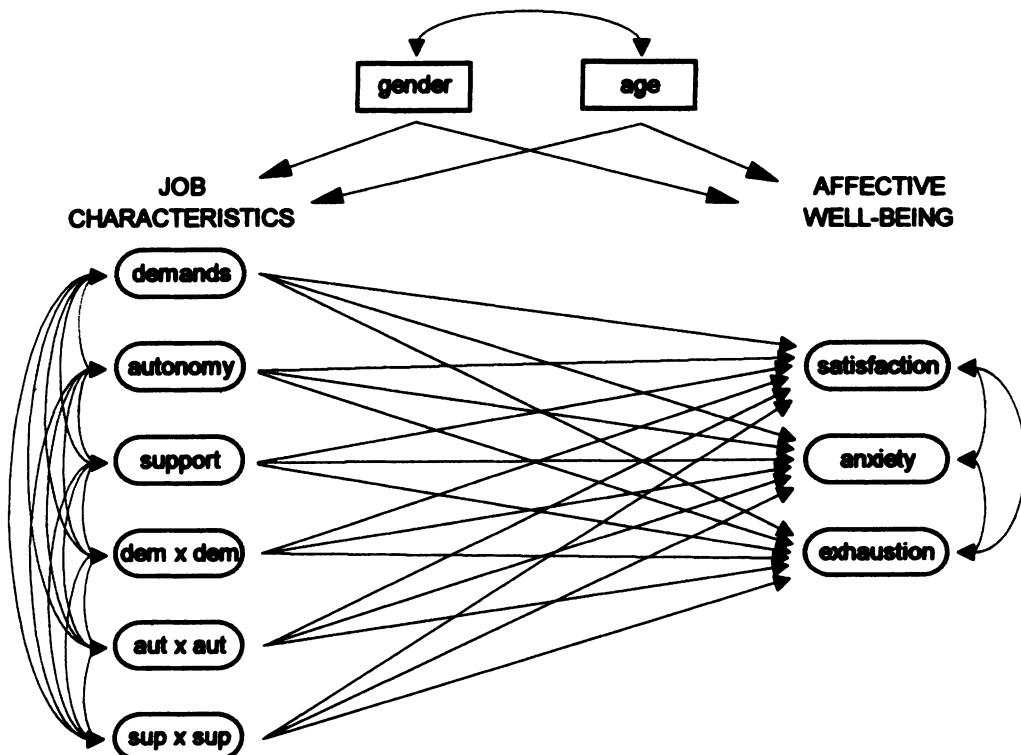 gender
age
JOB
CHARACTERISTICS
AFFECTIVE
WELL-BEING
demands
autonomy
support
dem x dem
aut x aut
sup x sup
satisfaction
anxiety
exhaustion